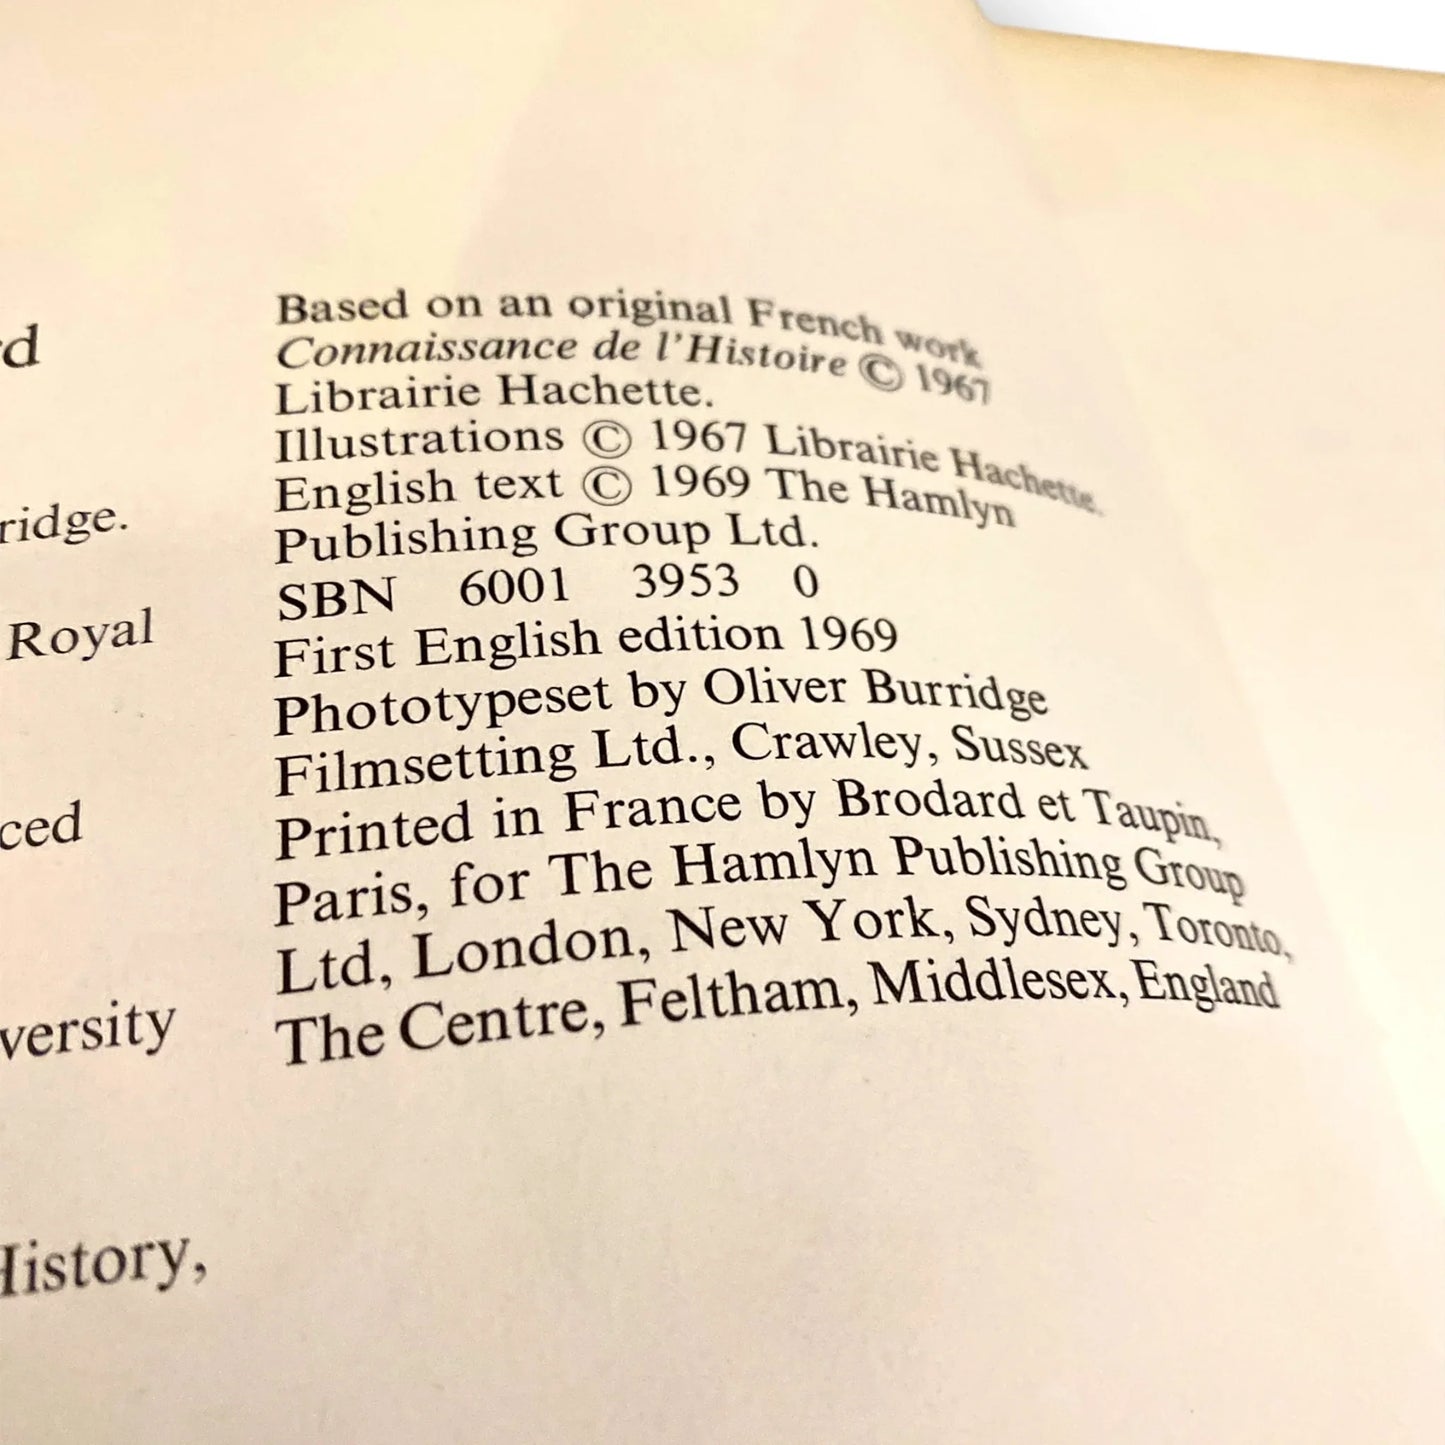 rd
ridge.
Royal
ced
versity
History,
Based on an original French work
Connaissance de l'Histoire © 1967
Librairie Hachette.
Illustrations © 1967 Librairie Hachette.
English text © 1969 The Hamlyn
Publishing Group Ltd.
SBN 6001 3953 0
First English edition 1969
Phototypeset by Oliver Burridge
Filmsetting Ltd., Crawley, Sussex
Printed in France by Brodard et Taupin,
Paris, for The Hamlyn Publishing Group
Ltd, London, New York, Sydney, Toronto,
The Centre, Feltham, Middlesex, England